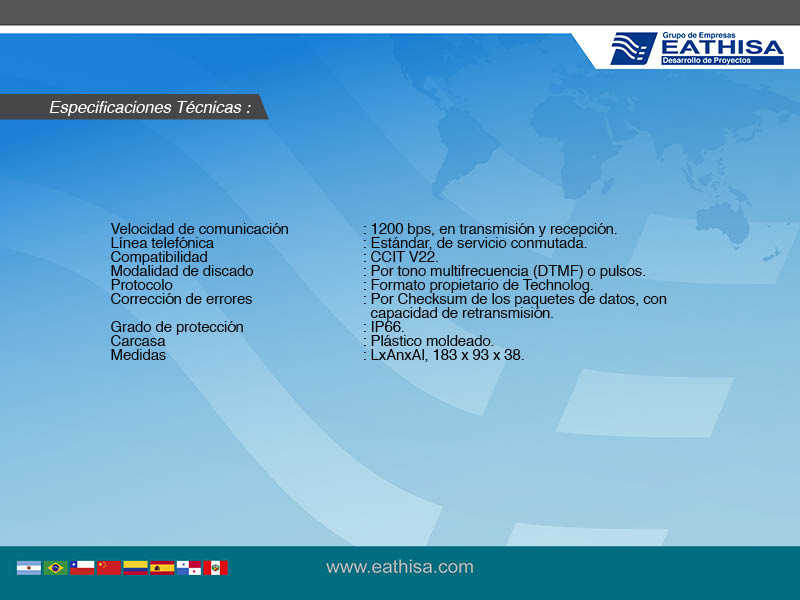 Grupo de Empresas
EATHISA
Desarrollo de Proyectos
Especificaciones Técnicas :
Velocidad de comunicación : 1200 bps, en transmisión y recepción.
Línea telefónica : Estándar, de servicio conmutada.
Compatibilidad : CCIT V22.
Modalidad de discado : Por tono multifrecuencia (DTMF) o pulsos.
Protocolo : Formato propietario de Technolog.
Corrección de errores : Por Checksum de los paquetes de datos, con
capacidad de retransmisión.
Grado de protección : IP66.
Carcasa : Plástico moldeado.
Medidas : LxAnxAl, 183 x 93 x 38.
www.eathisa.com